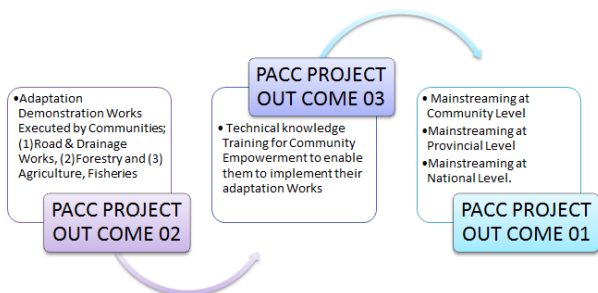 •Adaptation
Demonstration Works
Executed by Communities;
(1)Road & Drainage
Works, (2)Forestry and (3)
Agriculture, Fisheries
PACC PROJECT
OUT COME 02
PACC PROJECT
OUT COME 03
• Technical knowledge
Training for Community
Empowerment to enable
them to implement their
adaptation Works
• Mainstreaming at
Community Level
•Mainstreaming at
Provincial Level
•Mainstreaming at
National Level.
PACC PROJECT
OUT COME 01